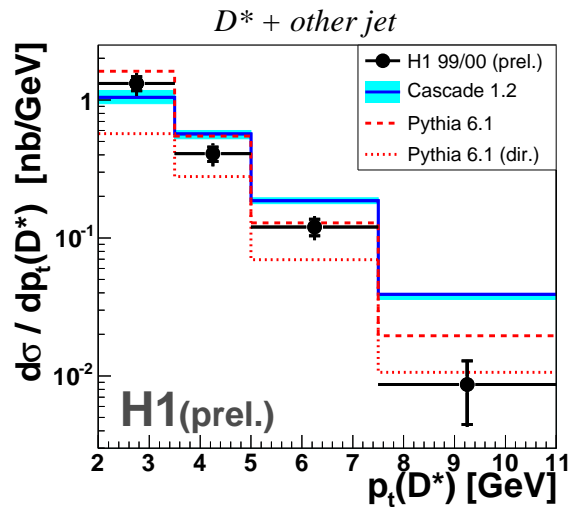 D* + other jet
dσ / dpt(D*) [nb/GeV]
H1 99/00 (prel.)
Cascade 1.2
Pythia 6.1
Pythia 6.1 (dir.)
1
10-1
10-2
H1(prel.)
2 3 4 5 6 7 8 9 10 11
pt(D*) [GeV]